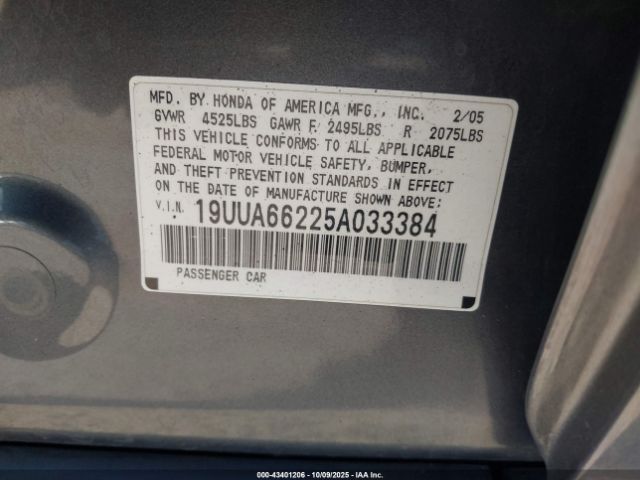 MFD. BY HONDA OF AMERICA MFG., INC. 2/05
GVWR 4525LBS GAWR F 2495LBS R 2075LBS
THIS VEHICLE CONFORMS TO ALL APPLICABLE
FEDERAL MOTOR VEHICLE SAFETY, BUMPER,
AND THEFT PREVENTION STANDARDS IN EFFECT
ON THE DATE OF MANUFACTURE SHOWN ABOVE:
V.I.N. 19UUA66225A033384
PASSENGER CAR
000-43401206 - 10/09/2025 - IAA Inc.